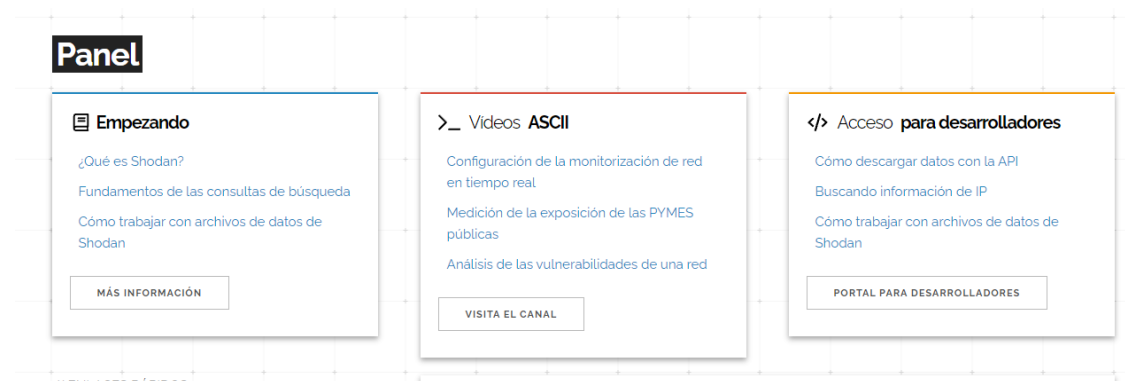 Panel
Empezando
¿Qué es Shodan?
Fundamentos de las consultas de búsqueda
Cómo trabajar con archivos de datos de
Shodan
MÁS INFORMACIÓN
Vídeos ASCII
Configuración de la monitorización de red
en tiempo real
Medición de la exposición de las PYMES
públicas
Análisis de las vulnerabilidades de una red
VISITA EL CANAL
Acceso para desarrolladores
Cómo descargar datos con la API
Buscando información de IP
Cómo trabajar con archivos de datos de
Shodan
PORTAL PARA DESARROLLADORES